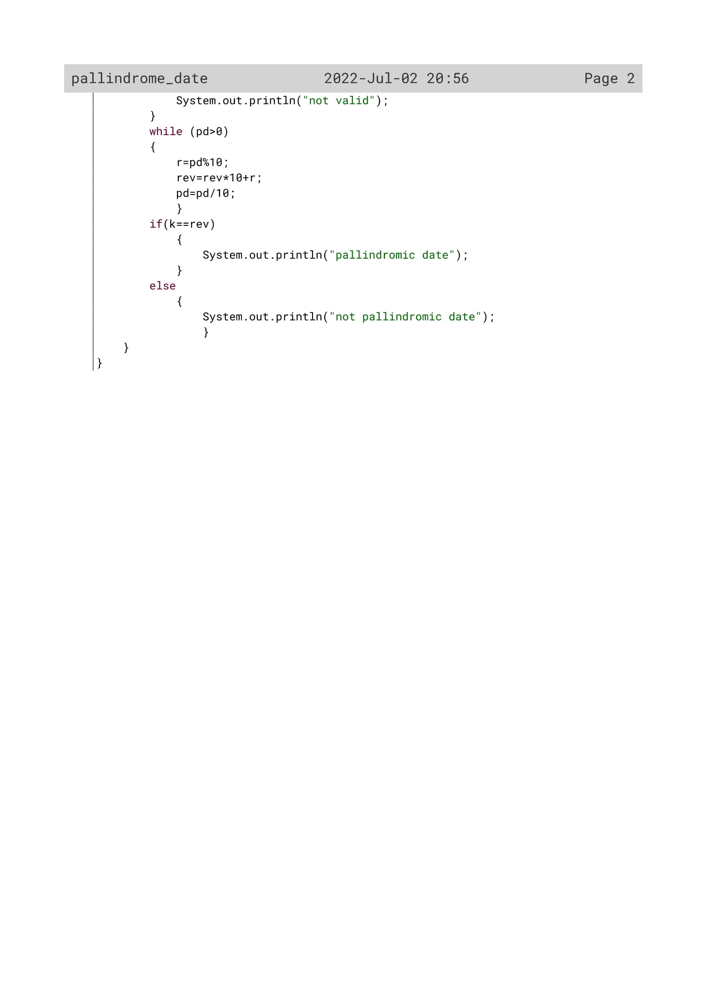 pallindrome_date 2022-Jul-02 20:56 Page 2
System.out.println("not valid");
}
while (pd>0)
{
r=pd%10;
rev=rev*10+r;
pd=pd/10;
}
if(k==rev)
{
System.out.println("pallindromic date");
}
else
{
System.out.println("not pallindromic date");
}
}
}